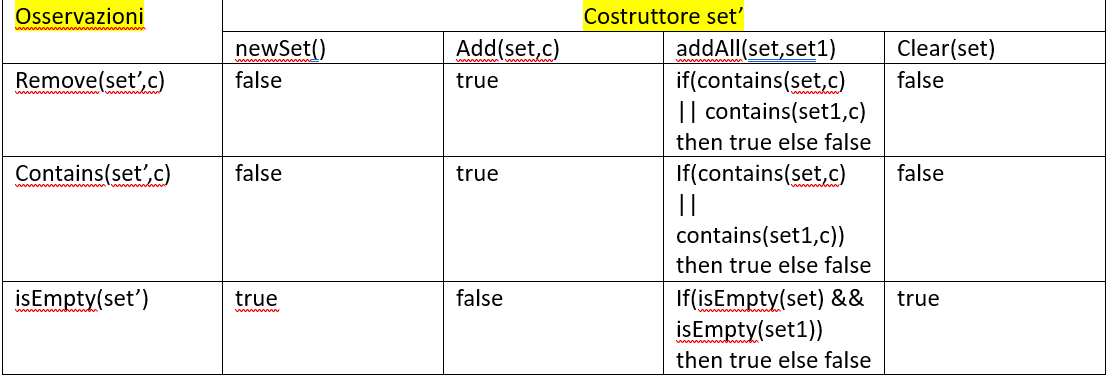 Osservazioni
Costruttore set’
newSet()
Add(set,c)
addAll(set,set1)
Clear(set)
Remove(set’,c)
false
true
if(contains(set,c)
|| contains(set1,c)
then true else false
false
Contains(set’,c)
false
true
If(contains(set,c)
||
contains(set1,c))
then true else false
false
isEmpty(set’)
true
false
If(isEmpty(set) &&
isEmpty(set1))
then true else false
true